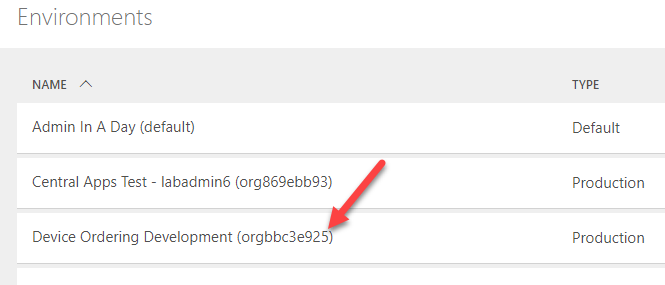 Environments
NAME TYPE
Admin In A Day (default) Default
Central Apps Test - labadmin6 (org869ebb93) Production
Device Ordering Development (orgbbc3e925) Production